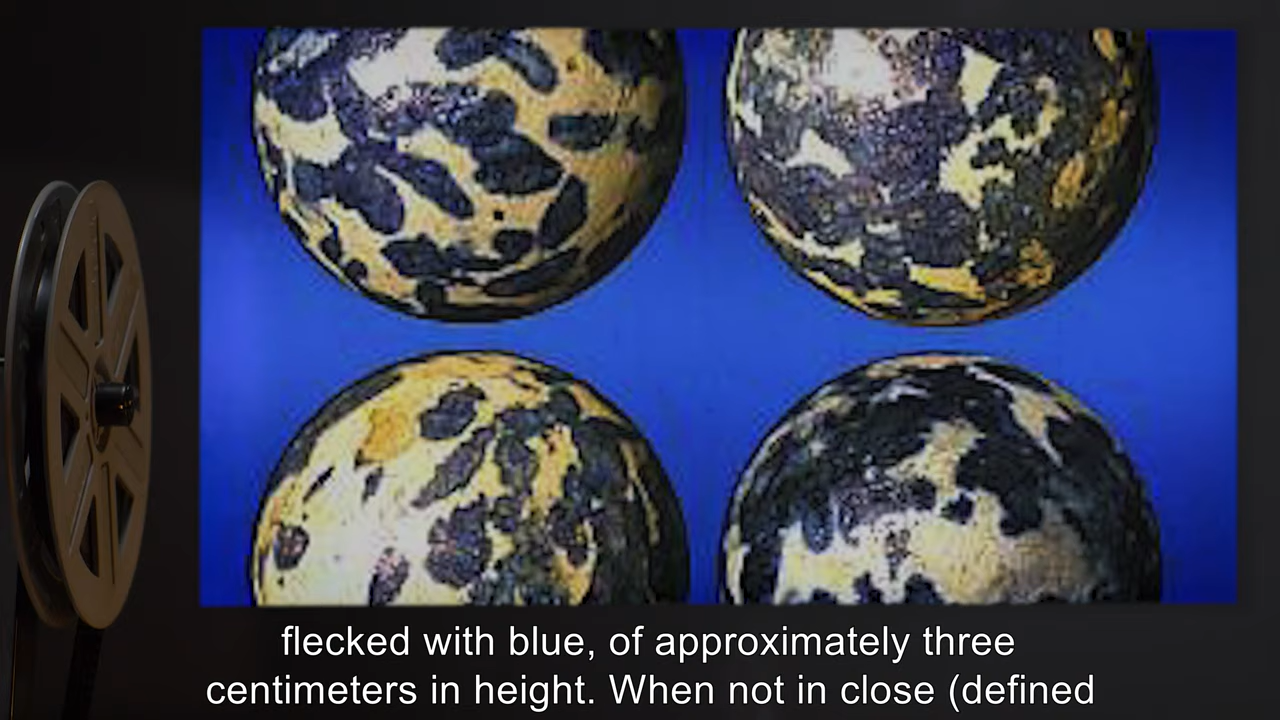 flecked with blue, of approximately three
centimeters in height. When not in close (defined